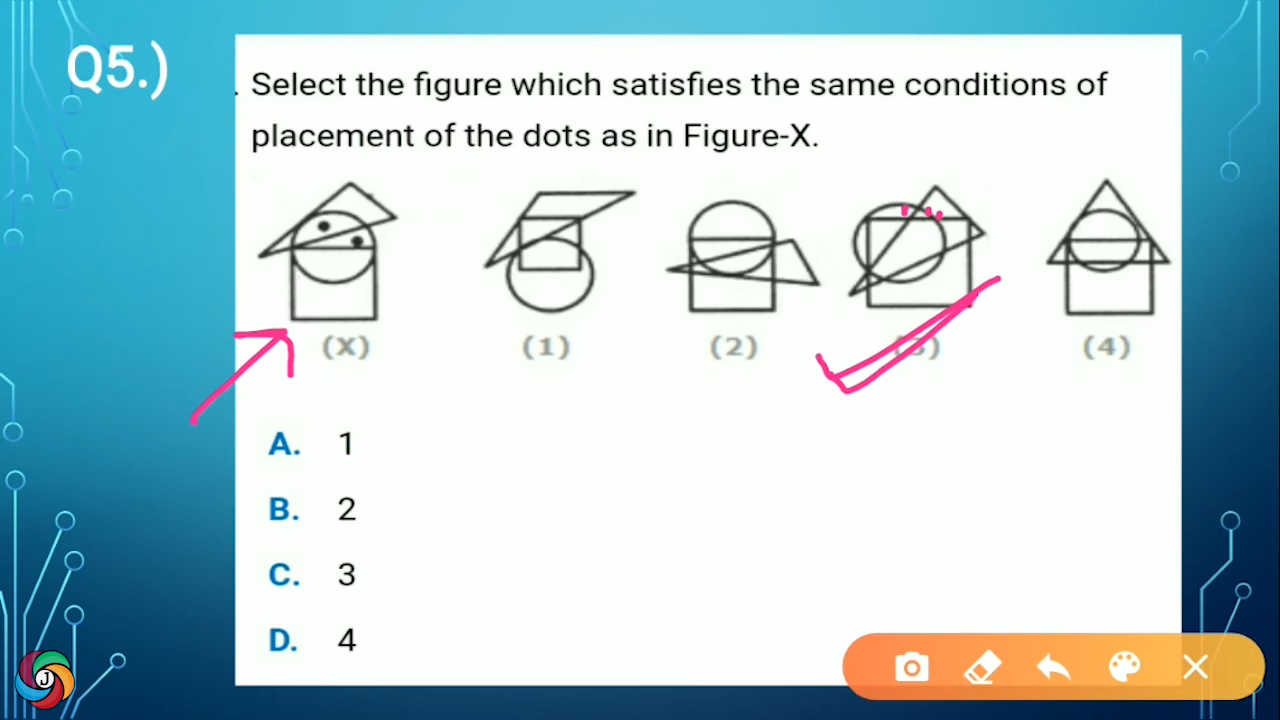 Q5.)
. Select the figure which satisfies the same conditions of
placement of the dots as in Figure-X.
(X) (1) (2) (3) (4)
A. 1
B. 2
C. 3
D. 4
J